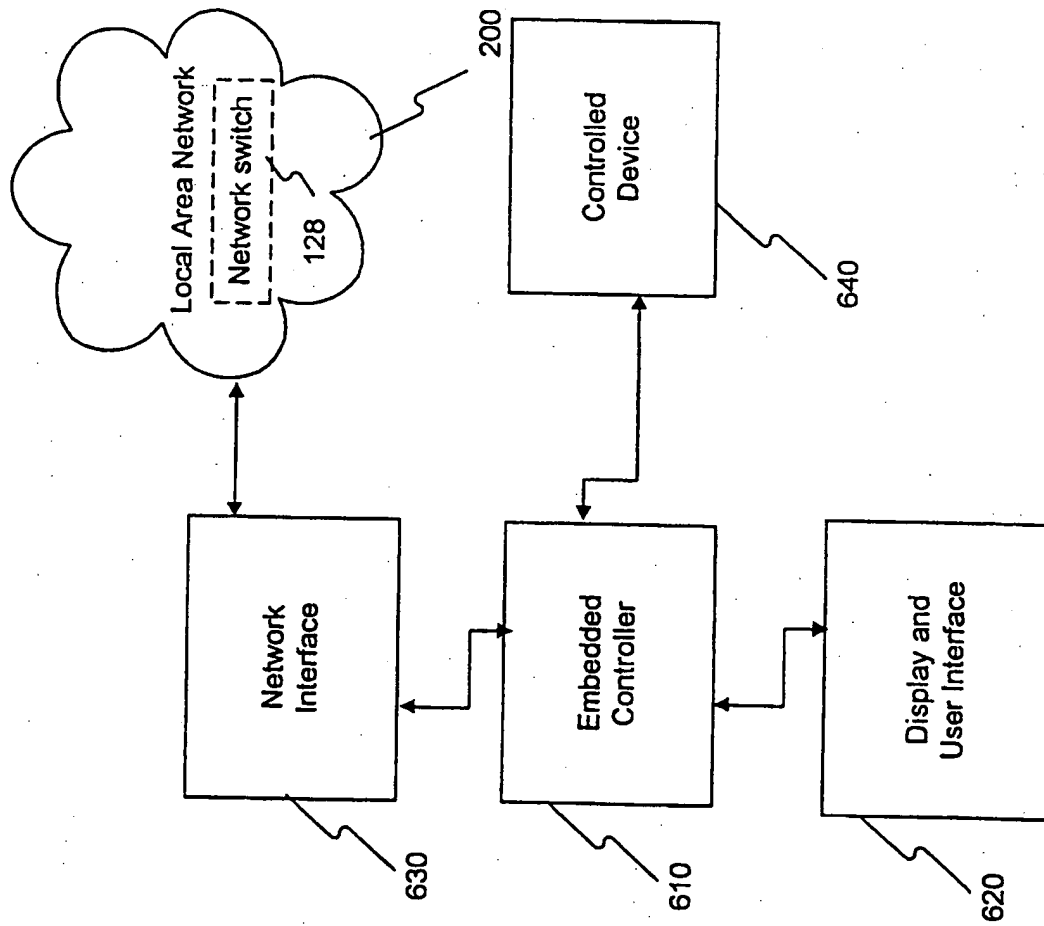 Local Area Network
Network switch
128
200
Network
Interface
630
Embedded
Controller
610
Controlled
Device
640
Display and
User Interface
620